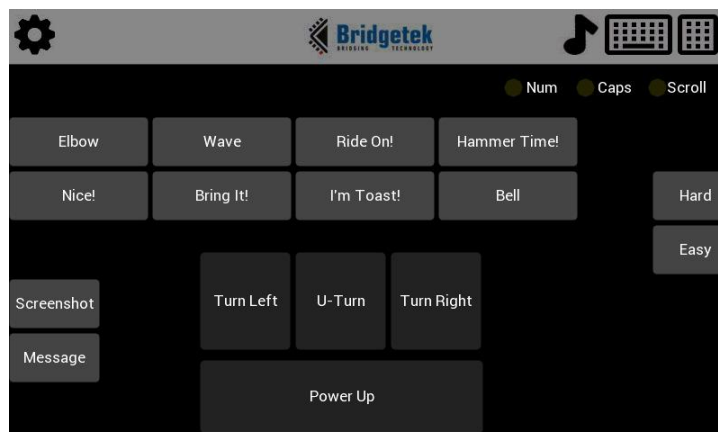 Bridgetek
BRIDGING TECHNOLOGY
Num Caps Scroll
Elbow Wave Ride On! Hammer Time!
Nice! Bring It! I'm Toast! Bell Hard
Easy
Screenshot Turn Left U-Turn Turn Right
Message
Power Up